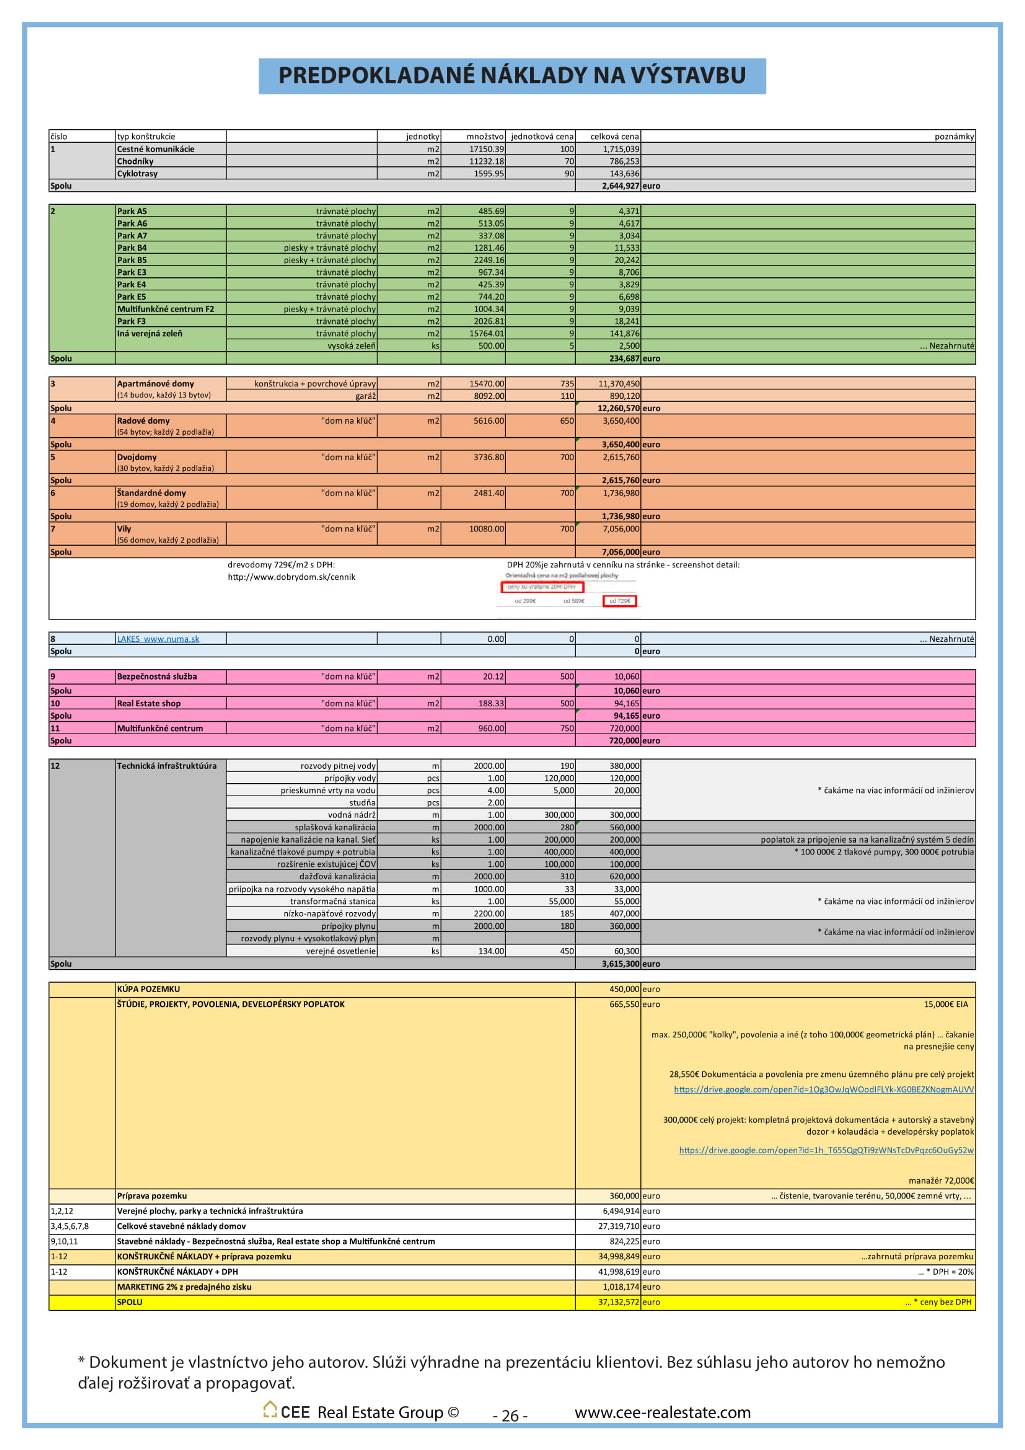 PREDPOKLADANÉ NÁKLADY NA VÝSTAVBU
číslo typ konštrukcie jednotky množstvo jednotková cena celková cena poznámky
1 Cestné komunikácie m2 17150.39 100 1,715,039
Chodníky m2 11232.18 70 786,253
Cyklotrasy m2 1595.95 90 143,636
Spolu 2,644,927 euro
2 Park A5 trávnaté plochy m2 485.69 9 4,371
Park A6 trávnaté plochy m2 513.05 9 4,617
Park A7 trávnaté plochy m2 337.08 9 3,034
Park B4 piesky + trávnaté plochy m2 1281.46 9 11,533
Park B5 piesky + trávnaté plochy m2 2249.16 9 20,242
Park E3 trávnaté plochy m2 967.34 9 8,706
Park E4 trávnaté plochy m2 425.39 9 3,829
Park E5 trávnaté plochy m2 744.20 9 6,698
Multifunkčné centrum F2 piesky + trávnaté plochy m2 1004.34 9 9,039
Park F3 trávnaté plochy m2 2026.81 9 18,241
Iná verejná zeleň trávnaté plochy m2 15764.01 9 141,876
vysoká zeleň ks 500.00 5 2,500 ... Nezahrnuté
Spolu 234,687 euro
3 Apartmánové domy konštrukcia + povrchové úpravy m2 15470.00 735 11,370,450
(14 budov, každý 13 bytov) garáž m2 8092.00 110 890,120
Spolu 12,260,570 euro
4 Radové domy "dom na kľúč" m2 5616.00 650 3,650,400
(54 bytov; každý 2 podlažia)
Spolu 3,650,400 euro
5 Dvojdomy "dom na kľúč" m2 3736.80 700 2,615,760
(30 bytov, každý 2 podlažia)
Spolu 2,615,760 euro
6 Štandardné domy "dom na kľúč" m2 2481.40 700 1,736,980
(19 domov, každý 2 podlažia)
Spolu 1,736,980 euro
7 Vily "dom na kľúč" m2 10080.00 700 7,056,000
(56 domov, každý 2 podlažia)
Spolu 7,056,000 euro
drevodomy 729€/m2 s DPH: DPH 20%je zahrnutá v cenníku na stránke - screenshot detail:
http://www.dobrydom.sk/cennik Orientačná cena na m2 podlahovej plochy
ceny sú vrátane 20% DPH
od 299€ od 589€ od 729€
8 LAKES www.numa.sk 0.00 0 0 ... Nezahrnuté
Spolu 0 euro
9 Bezpečnostná služba "dom na kľúč" m2 20.12 500 10,060
Spolu 10,060 euro
10 Real Estate shop "dom na kľúč" m2 188.33 500 94,165
Spolu 94,165 euro
11 Multifunkčné centrum "dom na kľúč" m2 960.00 750 720,000
Spolu 720,000 euro
12 Technická infraštruktúúra rozvody pitnej vody m 2000.00 190 380,000
prípojky vody pcs 1.00 120,000 120,000
prieskumné vrty na vodu pcs 4.00 5,000 20,000 * čakáme na viac informácií od inžinierov
studňa pcs 2.00
vodná nádrž m 1.00 300,000 300,000
splašková kanalizácia m 2000.00 280 560,000
napojenie kanalizácie na kanal. Sieť ks 1.00 200,000 200,000 poplatok za pripojenie sa na kanalizačný systém 5 dedín
kanalizačné tlakové pumpy + potrubia ks 1.00 400,000 400,000 * 100 000€ 2 tlakové pumpy, 300 000€ potrubia
rozšírenie existujúcej ČOV ks 1.00 100,000 100,000
dažďová kanalizácia m 2000.00 310 620,000
priípojka na rozvody vysokého napätia m 1000.00 33 33,000
transformačná stanica ks 1.00 55,000 55,000 * čakáme na viac informácií od inžinierov
nízko-napäťové rozvody m 2200.00 185 407,000
prípojky plynu m 2000.00 180 360,000 * čakáme na viac informácií od inžinierov
rozvody plynu + vysokotlakový plyn m
verejné osvetlenie ks 134.00 450 60,300
Spolu 3,615,300 euro
KÚPA POZEMKU 450,000 euro
ŠTÚDIE, PROJEKTY, POVOLENIA, DEVELOPÉRSKY POPLATOK 665,550 euro 15,000€ EIA
max. 250,000€ "kolky", povolenia a iné (z toho 100,000€ geometrická plán) ... čakanie
na presnejšie ceny
28,550€ Dokumentácia a povolenia pre zmenu územného plánu pre celý projekt
https://drive.google.com/open?id=1Og3OwJqWOodIFLYk-XG0BEZKNogmAUVV
300,000€ celý projekt: kompletná projektová dokumentácia + autorský a stavebný
dozor + kolaudácia + developérsky poplatok
https://drive.google.com/open?id=1h_T655QgQTi9zWNsTcDvPqzc6OuGy52w
manažér 72,000€
Príprava pozemku 360,000 euro ... čistenie, tvarovanie terénu, 50,000€ zemné vrty, ...
1,2,12 Verejné plochy, parky a technická infraštruktúra 6,494,914 euro
3,4,5,6,7,8 Celkové stavebné náklady domov 27,319,710 euro
9,10,11 Stavebné náklady - Bezpečnostná služba, Real estate shop a Multifunkčné centrum 824,225 euro
1-12 KONŠTRUKČNÉ NÁKLADY + príprava pozemku 34,998,849 euro ...zahrnutá príprava pozemku
1-12 KONŠTRUKČNÉ NÁKLADY + DPH 41,998,619 euro ... * DPH = 20%
MARKETING 2% z predajného zisku 1,018,174 euro
SPOLU 37,132,572 euro ... * ceny bez DPH
* Dokument je vlastníctvo jeho autorov. Slúži výhradne na prezentáciu klientovi. Bez súhlasu jeho autorov ho nemožno
ďalej rožširovať a propagovať.
CEE Real Estate Group © - 26 - www.cee-realestate.com